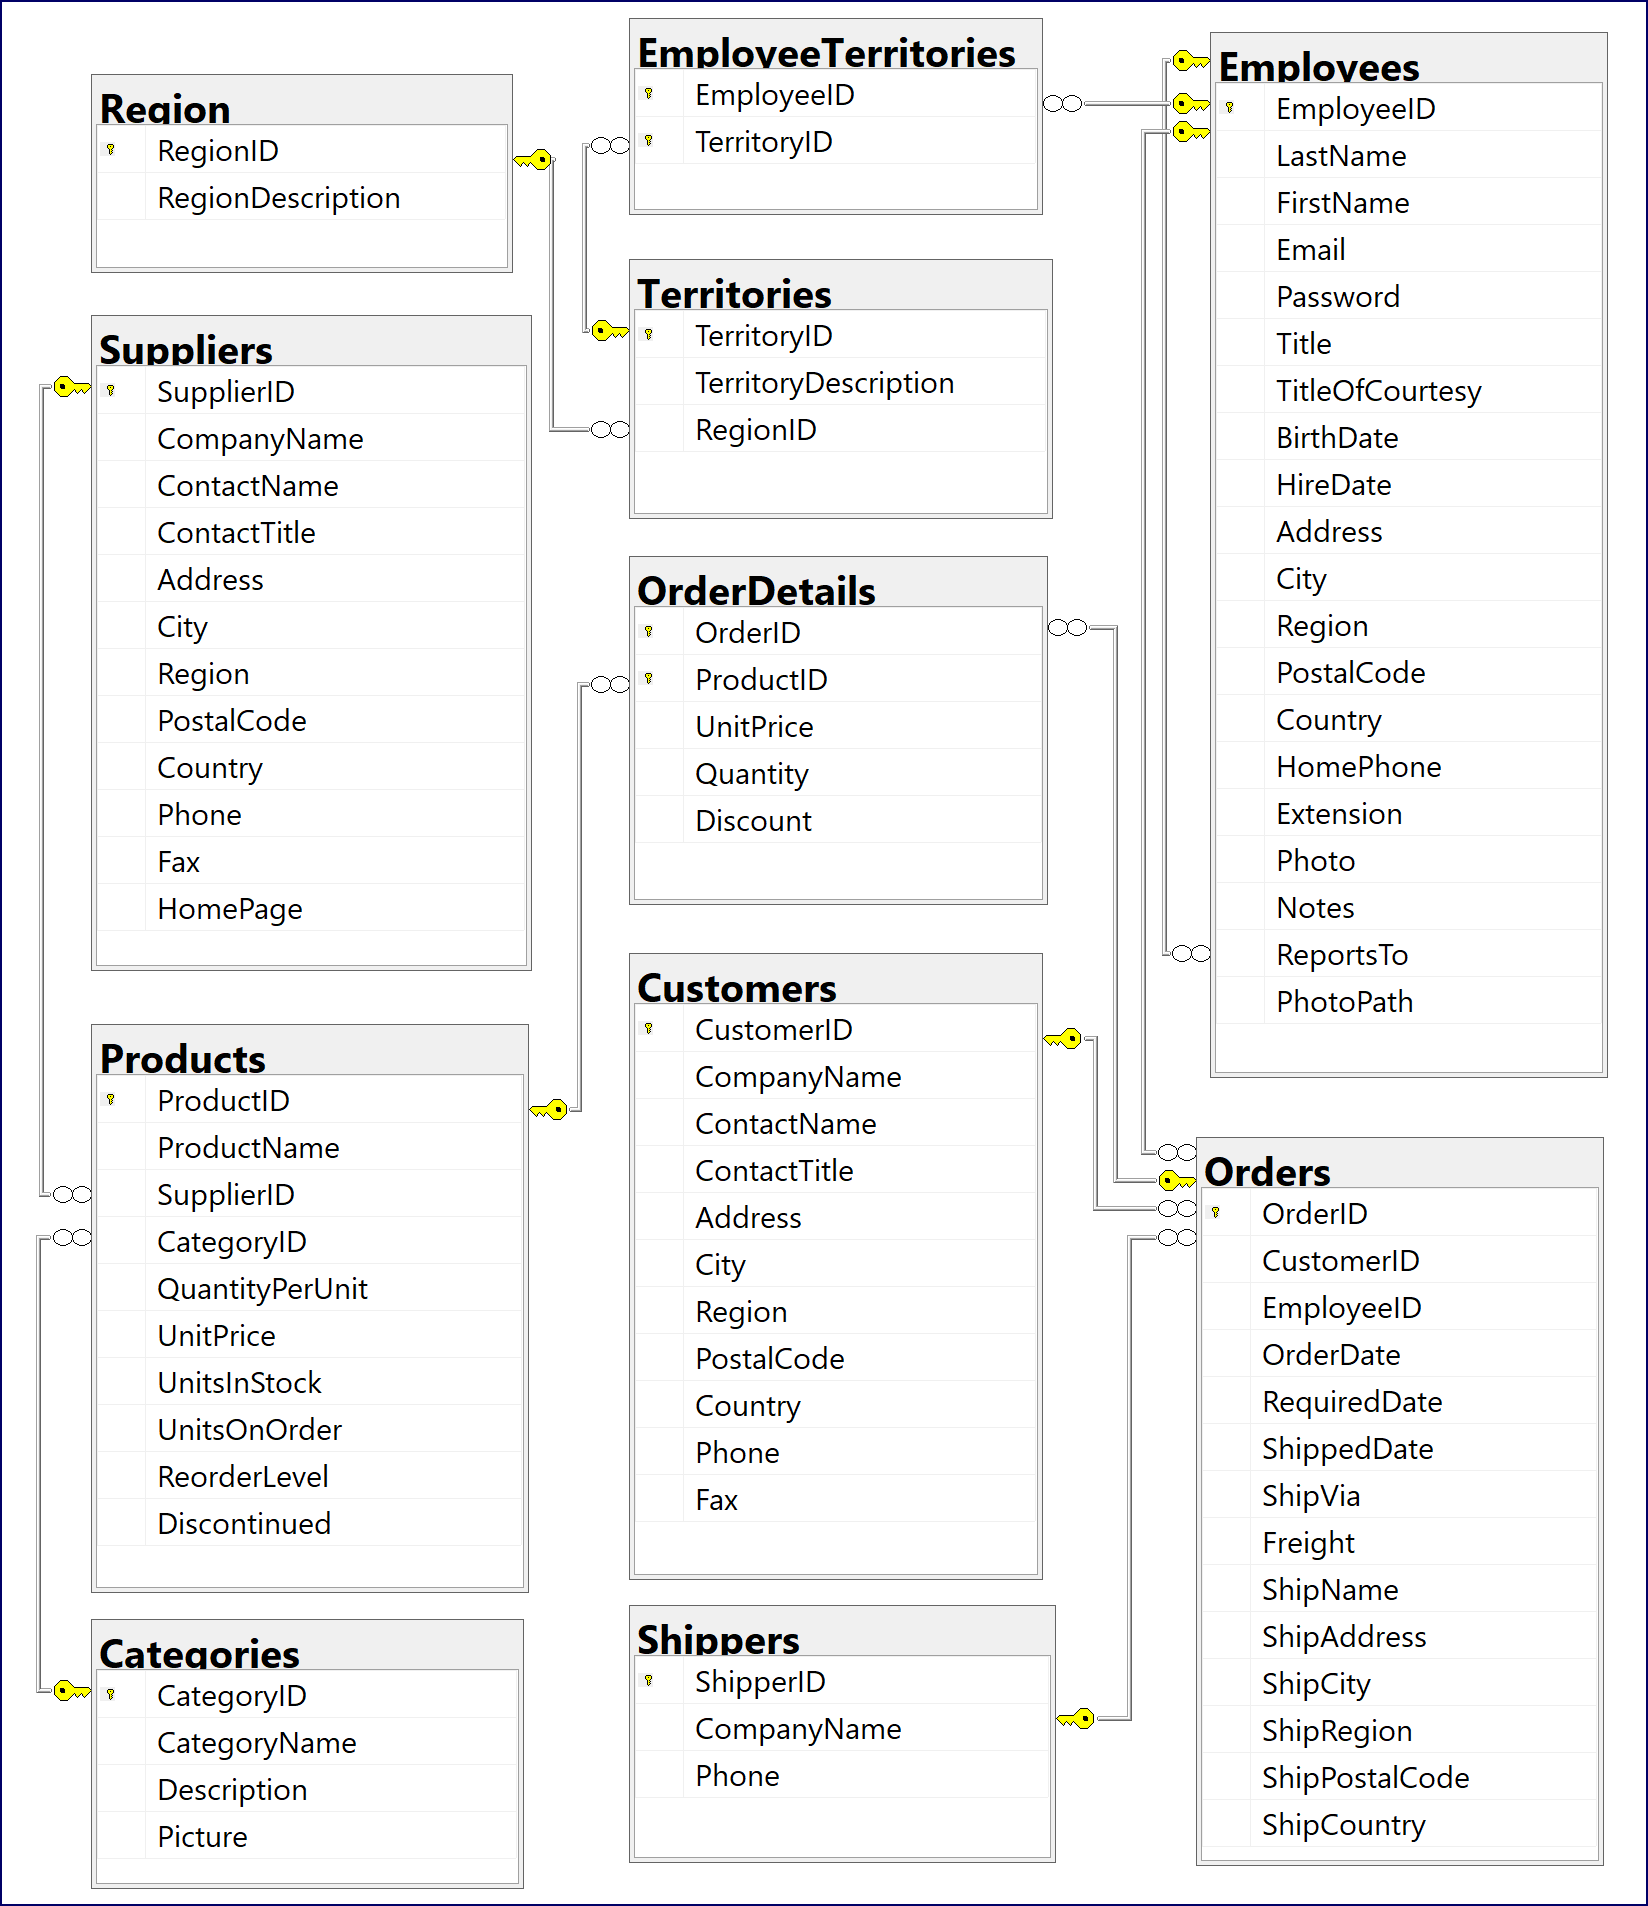 Region
RegionID
RegionDescription
Suppliers
SupplierID
CompanyName
ContactName
ContactTitle
Address
City
Region
PostalCode
Country
Phone
Fax
HomePage
Products
ProductID
ProductName
SupplierID
CategoryID
QuantityPerUnit
UnitPrice
UnitsInStock
UnitsOnOrder
ReorderLevel
Discontinued
Categories
CategoryID
CategoryName
Description
Picture
EmployeeTerritories
EmployeeID
TerritoryID
Territories
TerritoryID
TerritoryDescription
RegionID
OrderDetails
OrderID
ProductID
UnitPrice
Quantity
Discount
Customers
CustomerID
CompanyName
ContactName
ContactTitle
Address
City
Region
PostalCode
Country
Phone
Fax
Shippers
ShipperID
CompanyName
Phone
Employees
EmployeeID
LastName
FirstName
Email
Password
Title
TitleOfCourtesy
BirthDate
HireDate
Address
City
Region
PostalCode
Country
HomePhone
Extension
Photo
Notes
ReportsTo
PhotoPath
Orders
OrderID
CustomerID
EmployeeID
OrderDate
RequiredDate
ShippedDate
ShipVia
Freight
ShipName
ShipAddress
ShipCity
ShipRegion
ShipPostalCode
ShipCountry